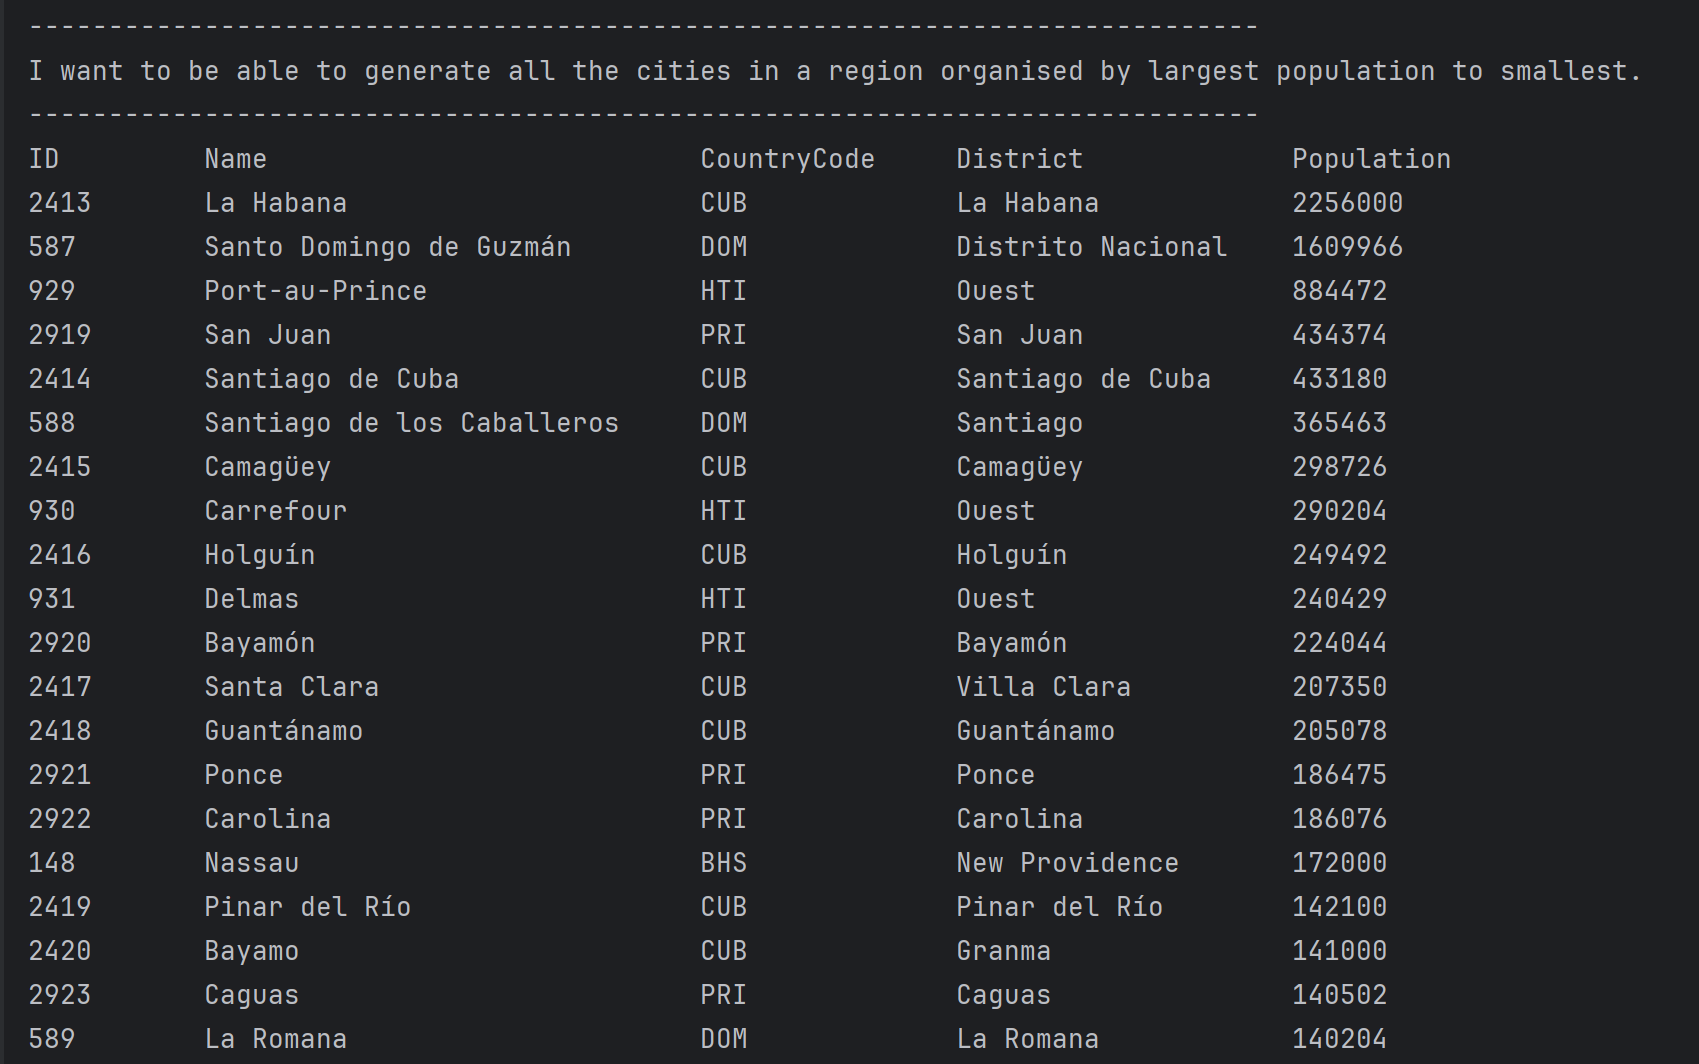 -----------------------------------------------------------------------------
I want to be able to generate all the cities in a region organised by largest population to smallest.
-----------------------------------------------------------------------------
ID         Name                           CountryCode     District             Population
2413       La Habana                      CUB             La Habana            2256000
587        Santo Domingo de Guzmán        DOM             Distrito Nacional    1609966
929        Port-au-Prince                 HTI             Ouest                884472
2919       San Juan                       PRI             San Juan             434374
2414       Santiago de Cuba               CUB             Santiago de Cuba     433180
588        Santiago de los Caballeros     DOM             Santiago             365463
2415       Camagüey                       CUB             Camagüey             298726
930        Carrefour                      HTI             Ouest                290204
2416       Holguín                        CUB             Holguín              249492
931        Delmas                         HTI             Ouest                240429
2920       Bayamón                        PRI             Bayamón              224044
2417       Santa Clara                    CUB             Villa Clara          207350
2418       Guantánamo                     CUB             Guantánamo           205078
2921       Ponce                          PRI             Ponce                186475
2922       Carolina                       PRI             Carolina             186076
148        Nassau                         BHS             New Providence       172000
2419       Pinar del Río                  CUB             Pinar del Río        142100
2420       Bayamo                         CUB             Granma               141000
2923       Caguas                         PRI             Caguas               140502
589        La Romana                      DOM             La Romana            140204